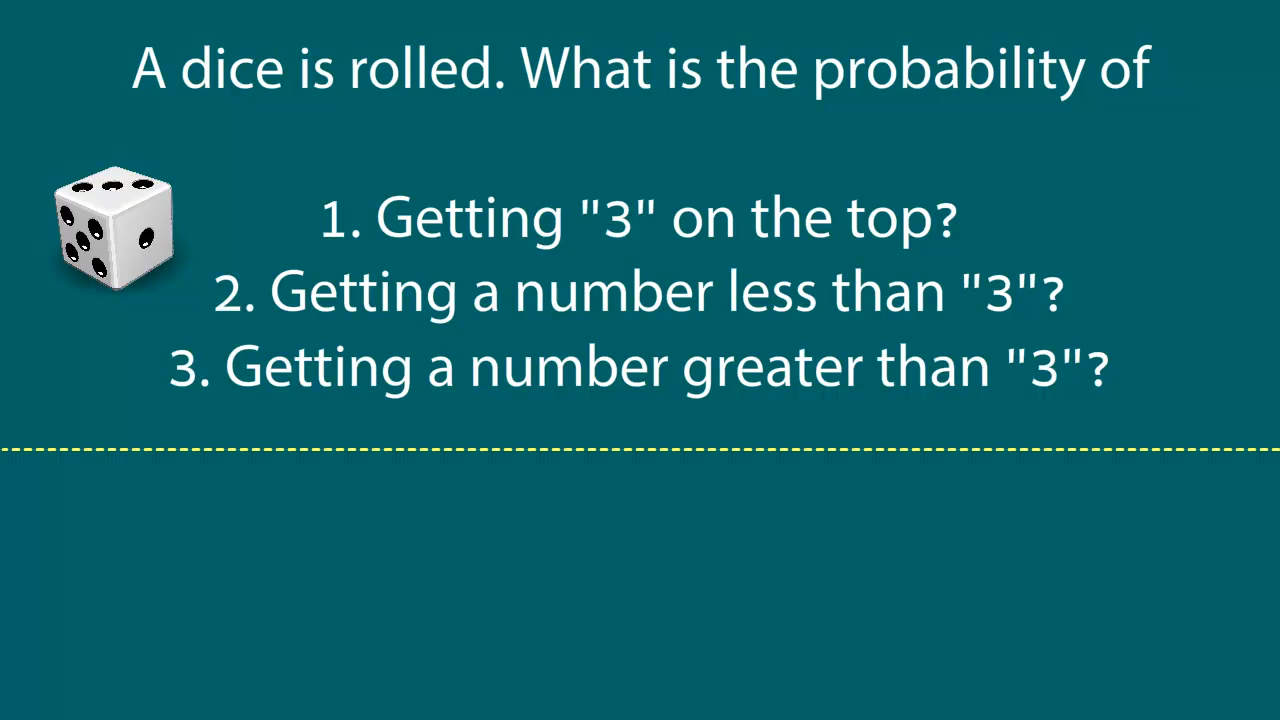 A dice is rolled. What is the probability of
1. Getting "3" on the top?
2. Getting a number less than "3"?
3. Getting a number greater than "3"?